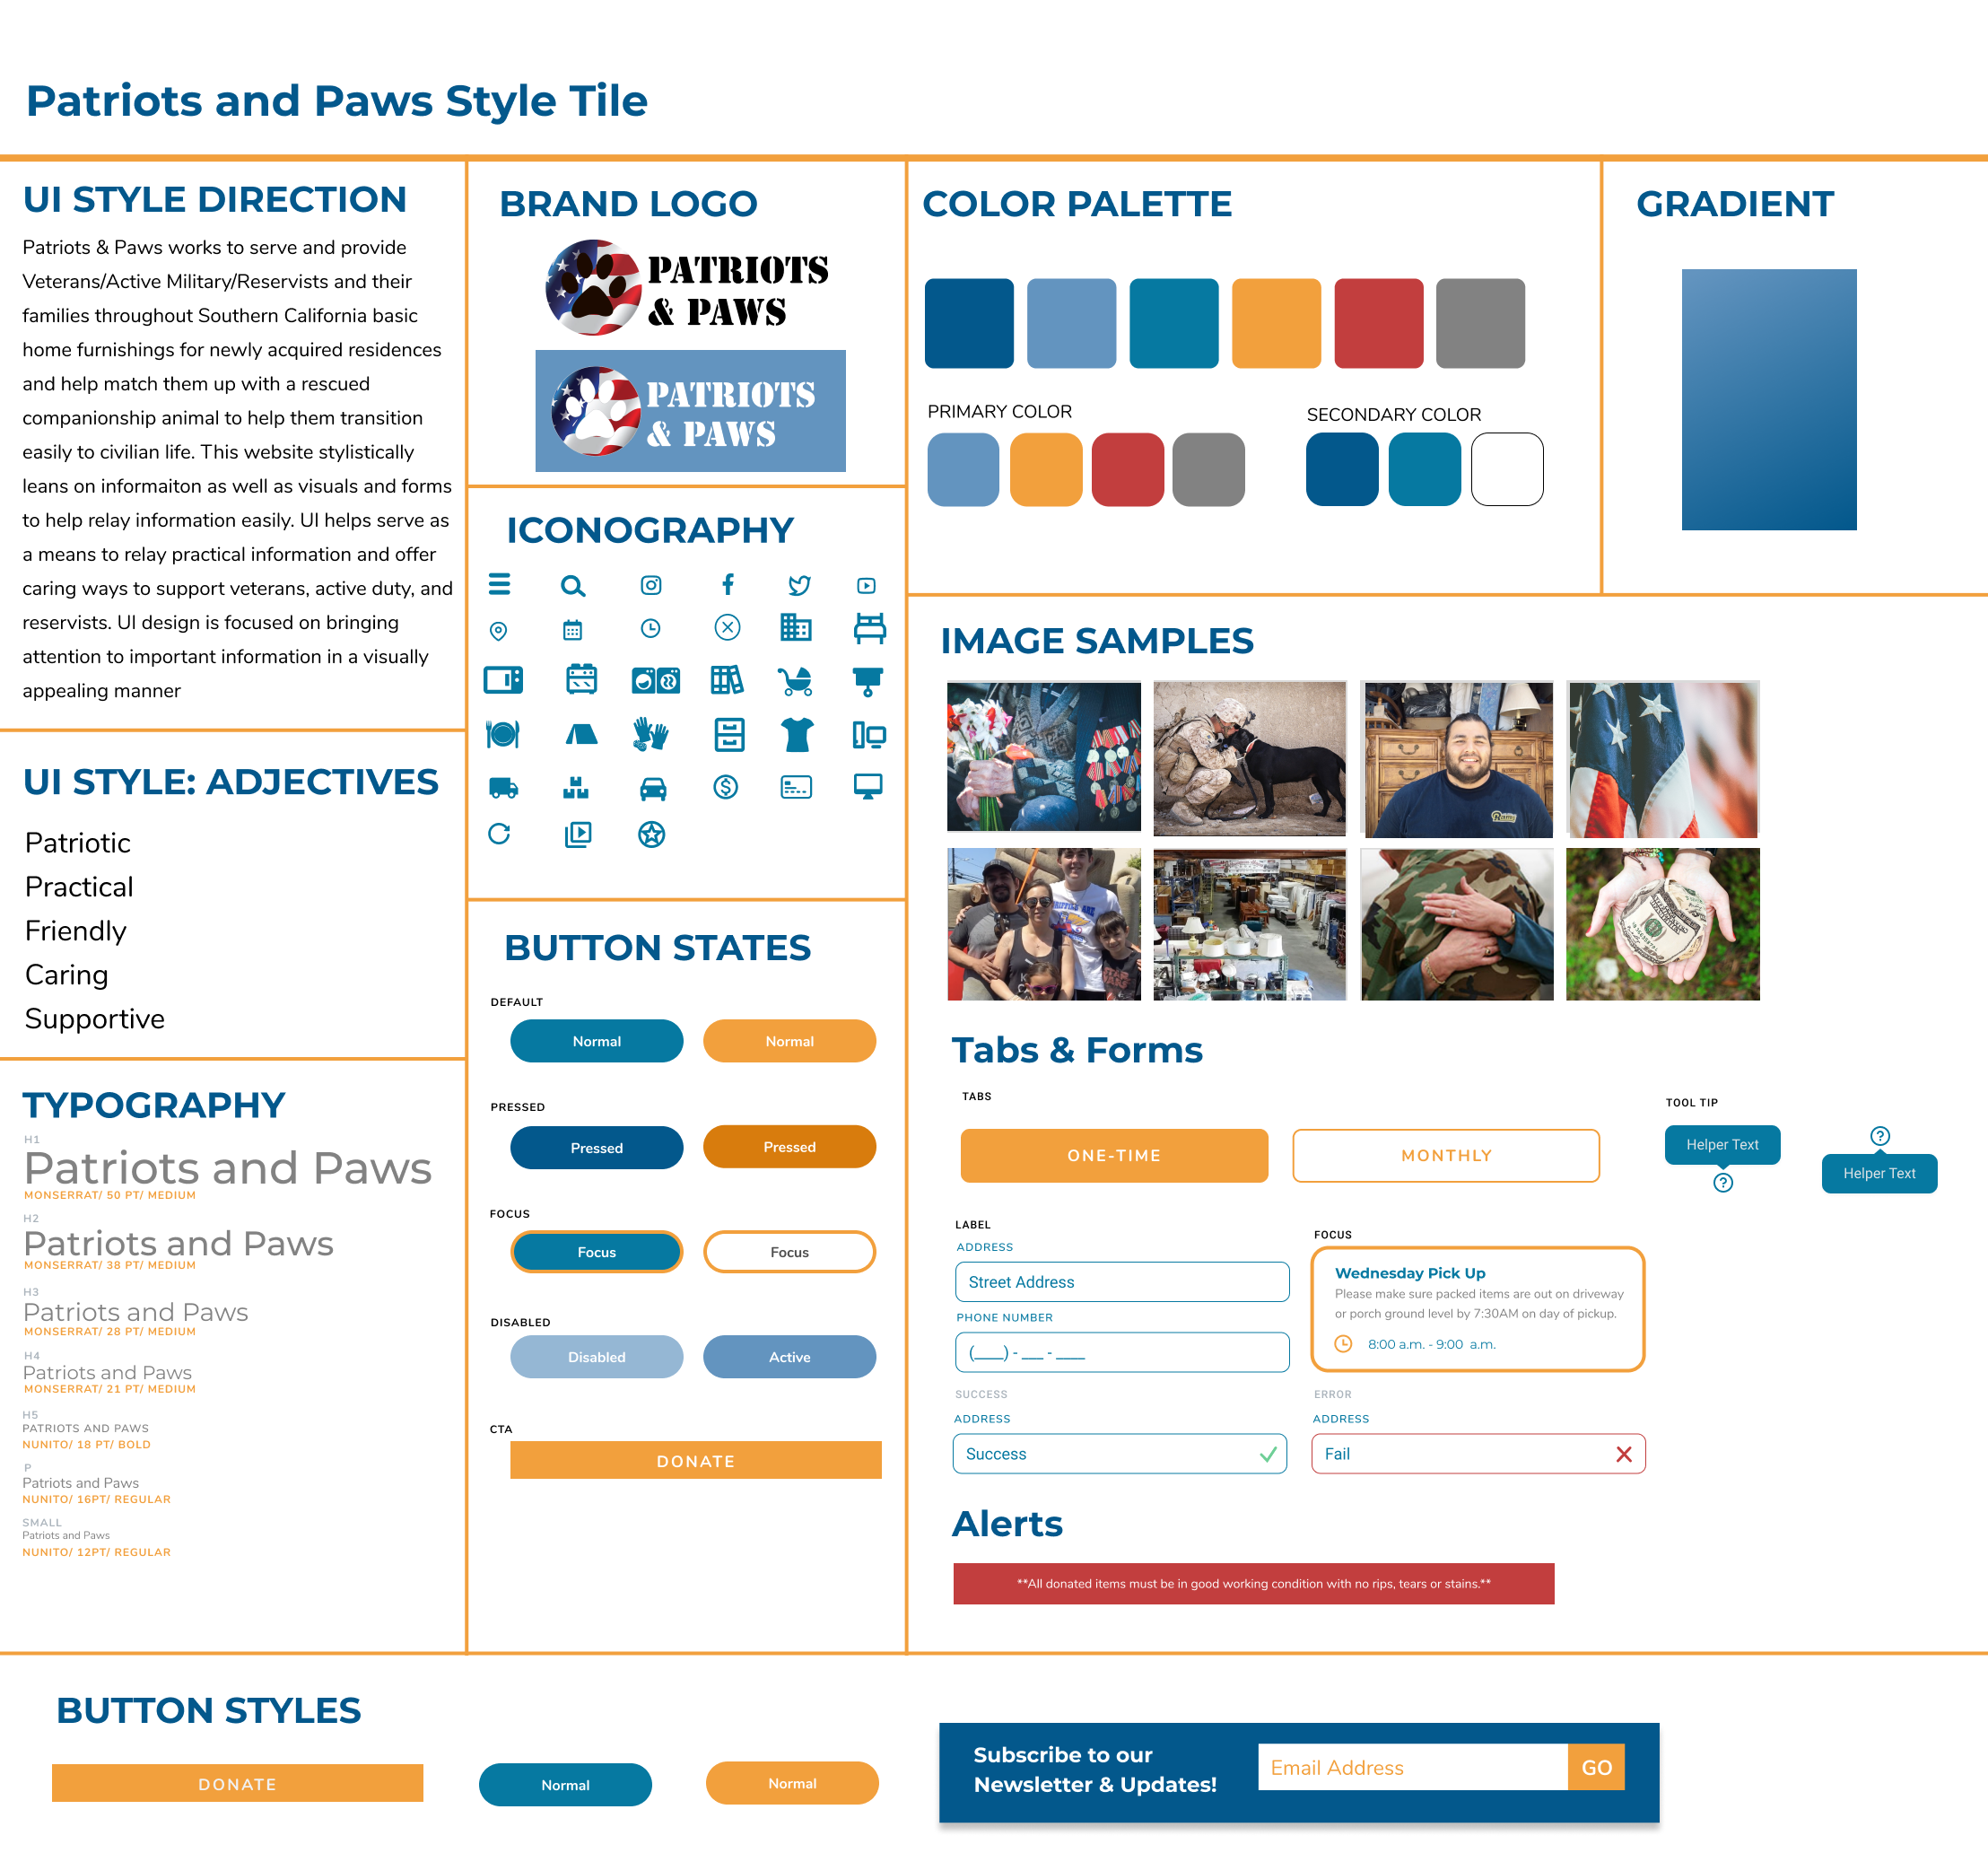 Patriots and Paws Style Tile
UI STYLE DIRECTION
Patriots & Paws works to serve and provide
Veterans/Active Military/Reservists and their
families throughout Southern California basic
home furnishings for newly acquired residences
and help match them up with a rescued
companionship animal to help them transition
easily to civilian life. This website stylistically
leans on informaiton as well as visuals and forms
to help relay information easily. UI helps serve as
a means to relay practical information and offer
caring ways to support veterans, active duty, and
reservists. UI design is focused on bringing
attention to important information in a visually
appealing manner
UI STYLE: ADJECTIVES
Patriotic
Practical
Friendly
Caring
Supportive
TYPOGRAPHY
H1
Patriots and Paws
MONSERRAT/ 50 PT/ MEDIUM
H2
Patriots and Paws
MONSERRAT/ 38 PT/ MEDIUM
H3
Patriots and Paws
MONSERRAT/ 28 PT/ MEDIUM
H4
Patriots and Paws
MONSERRAT/ 21 PT/ MEDIUM
H5
PATRIOTS AND PAWS
NUNITO/ 18 PT/ BOLD
P
Patriots and Paws
NUNITO/ 16PT/ REGULAR
SMALL
Patriots and Paws
NUNITO/ 12PT/ REGULAR
BRAND LOGO
PATRIOTS
& PAWS
PATRIOTS
& PAWS
ICONOGRAPHY
BUTTON STATES
DEFAULT
Normal
Normal
PRESSED
Pressed
Pressed
FOCUS
Focus
Focus
DISABLED
Disabled
Active
CTA
DONATE
COLOR PALETTE
PRIMARY COLOR
SECONDARY COLOR
GRADIENT
IMAGE SAMPLES
Tabs & Forms
TABS
ONE-TIME
MONTHLY
TOOL TIP
Helper Text
?
?
Helper Text
LABEL
ADDRESS
Street Address
PHONE NUMBER
(____) - ___ - ____
FOCUS
Wednesday Pick Up
Please make sure packed items are out on driveway
or porch ground level by 7:30AM on day of pickup.
8:00 a.m. - 9:00 a.m.
SUCCESS
ADDRESS
Success
ERROR
ADDRESS
Fail
Alerts
**All donated items must be in good working condition with no rips, tears or stains.**
BUTTON STYLES
DONATE
Normal
Normal
Subscribe to our
Newsletter & Updates!
Email Address
GO